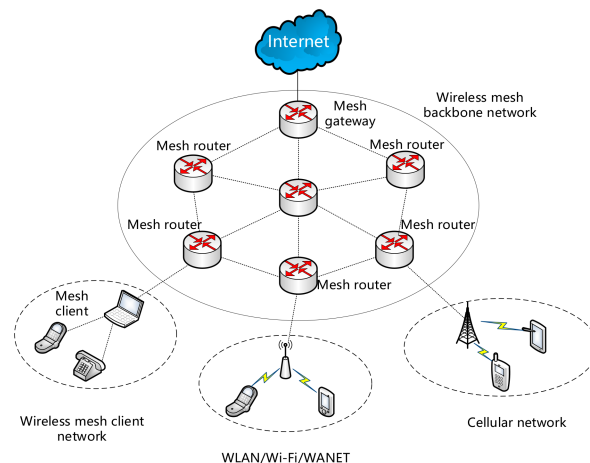 Internet
Wireless mesh
backbone network
Mesh
gateway
Mesh router
Mesh router
Mesh router
Mesh router
Mesh router
Mesh
client
Wireless mesh client
network
Cellular network
WLAN/Wi-Fi/WANET